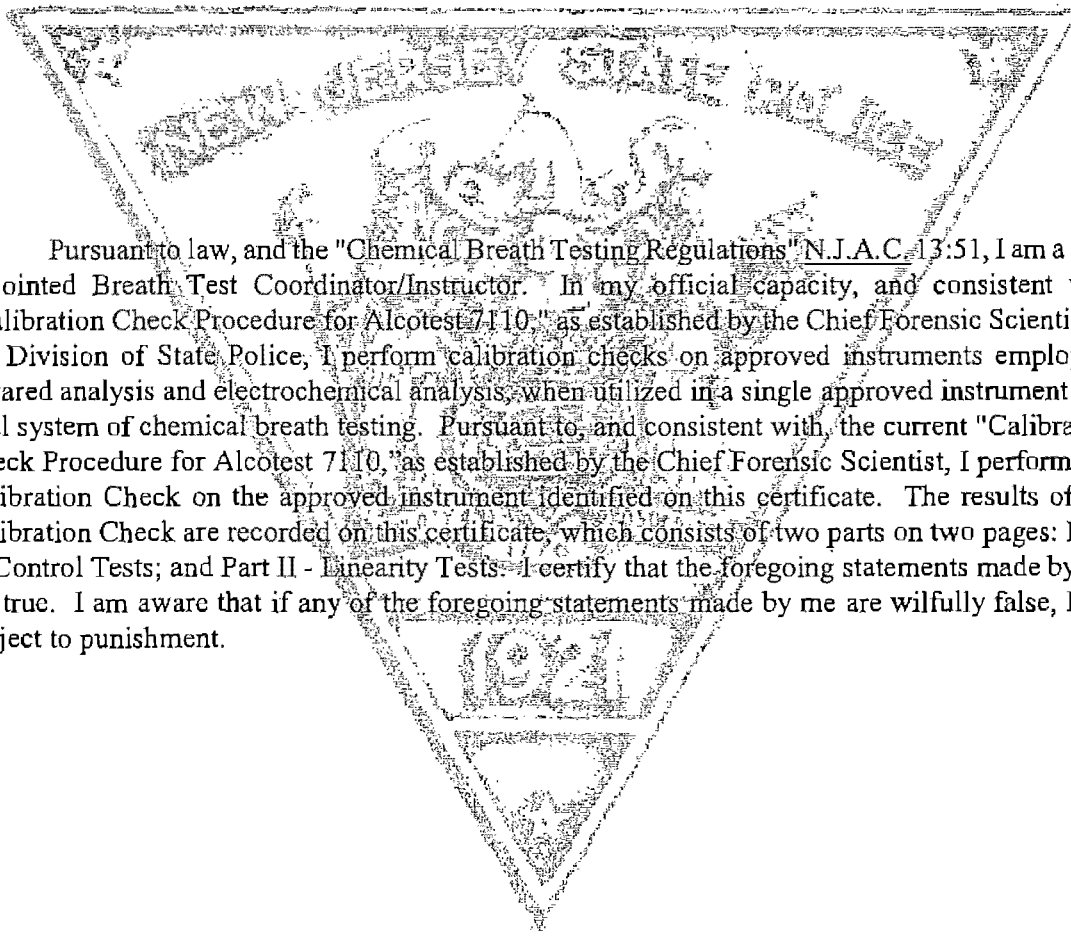 NEW JERSEY STATE POLICE
Pursuant to law, and the "Chemical Breath Testing Regulations" N.J.A.C. 13:51, I am a
ointed Breath Test Coordinator/Instructor. In my official capacity, and consistent
libration Check Procedure for Alcotest 7110," as established by the Chief Forensic Scienti
Division of State Police, I perform calibration checks on approved instruments emplo
ared analysis and electrochemical analysis, when utilized in a single approved instrument
l system of chemical breath testing. Pursuant to, and consistent with, the current "Calibra
eck Procedure for Alcotest 7110," as established by the Chief Forensic Scientist, I perform
ibration Check on the approved instrument identified on this certificate. The results of
ibration Check are recorded on this certificate, which consists of two parts on two pages:
Control Tests; and Part II - Linearity Tests. I certify that the foregoing statements made by
true. I am aware that if any of the foregoing statements made by me are wilfully false, I
ject to punishment.
1921